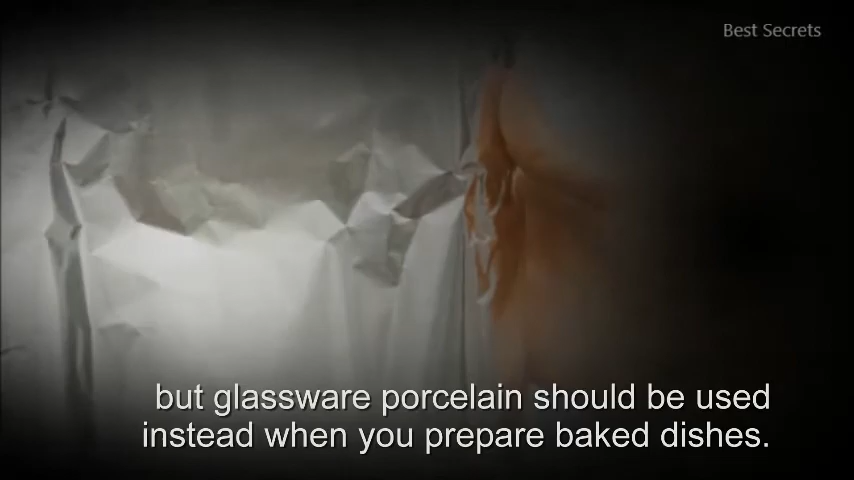 Best Secrets
but glassware porcelain should be used
instead when you prepare baked dishes.